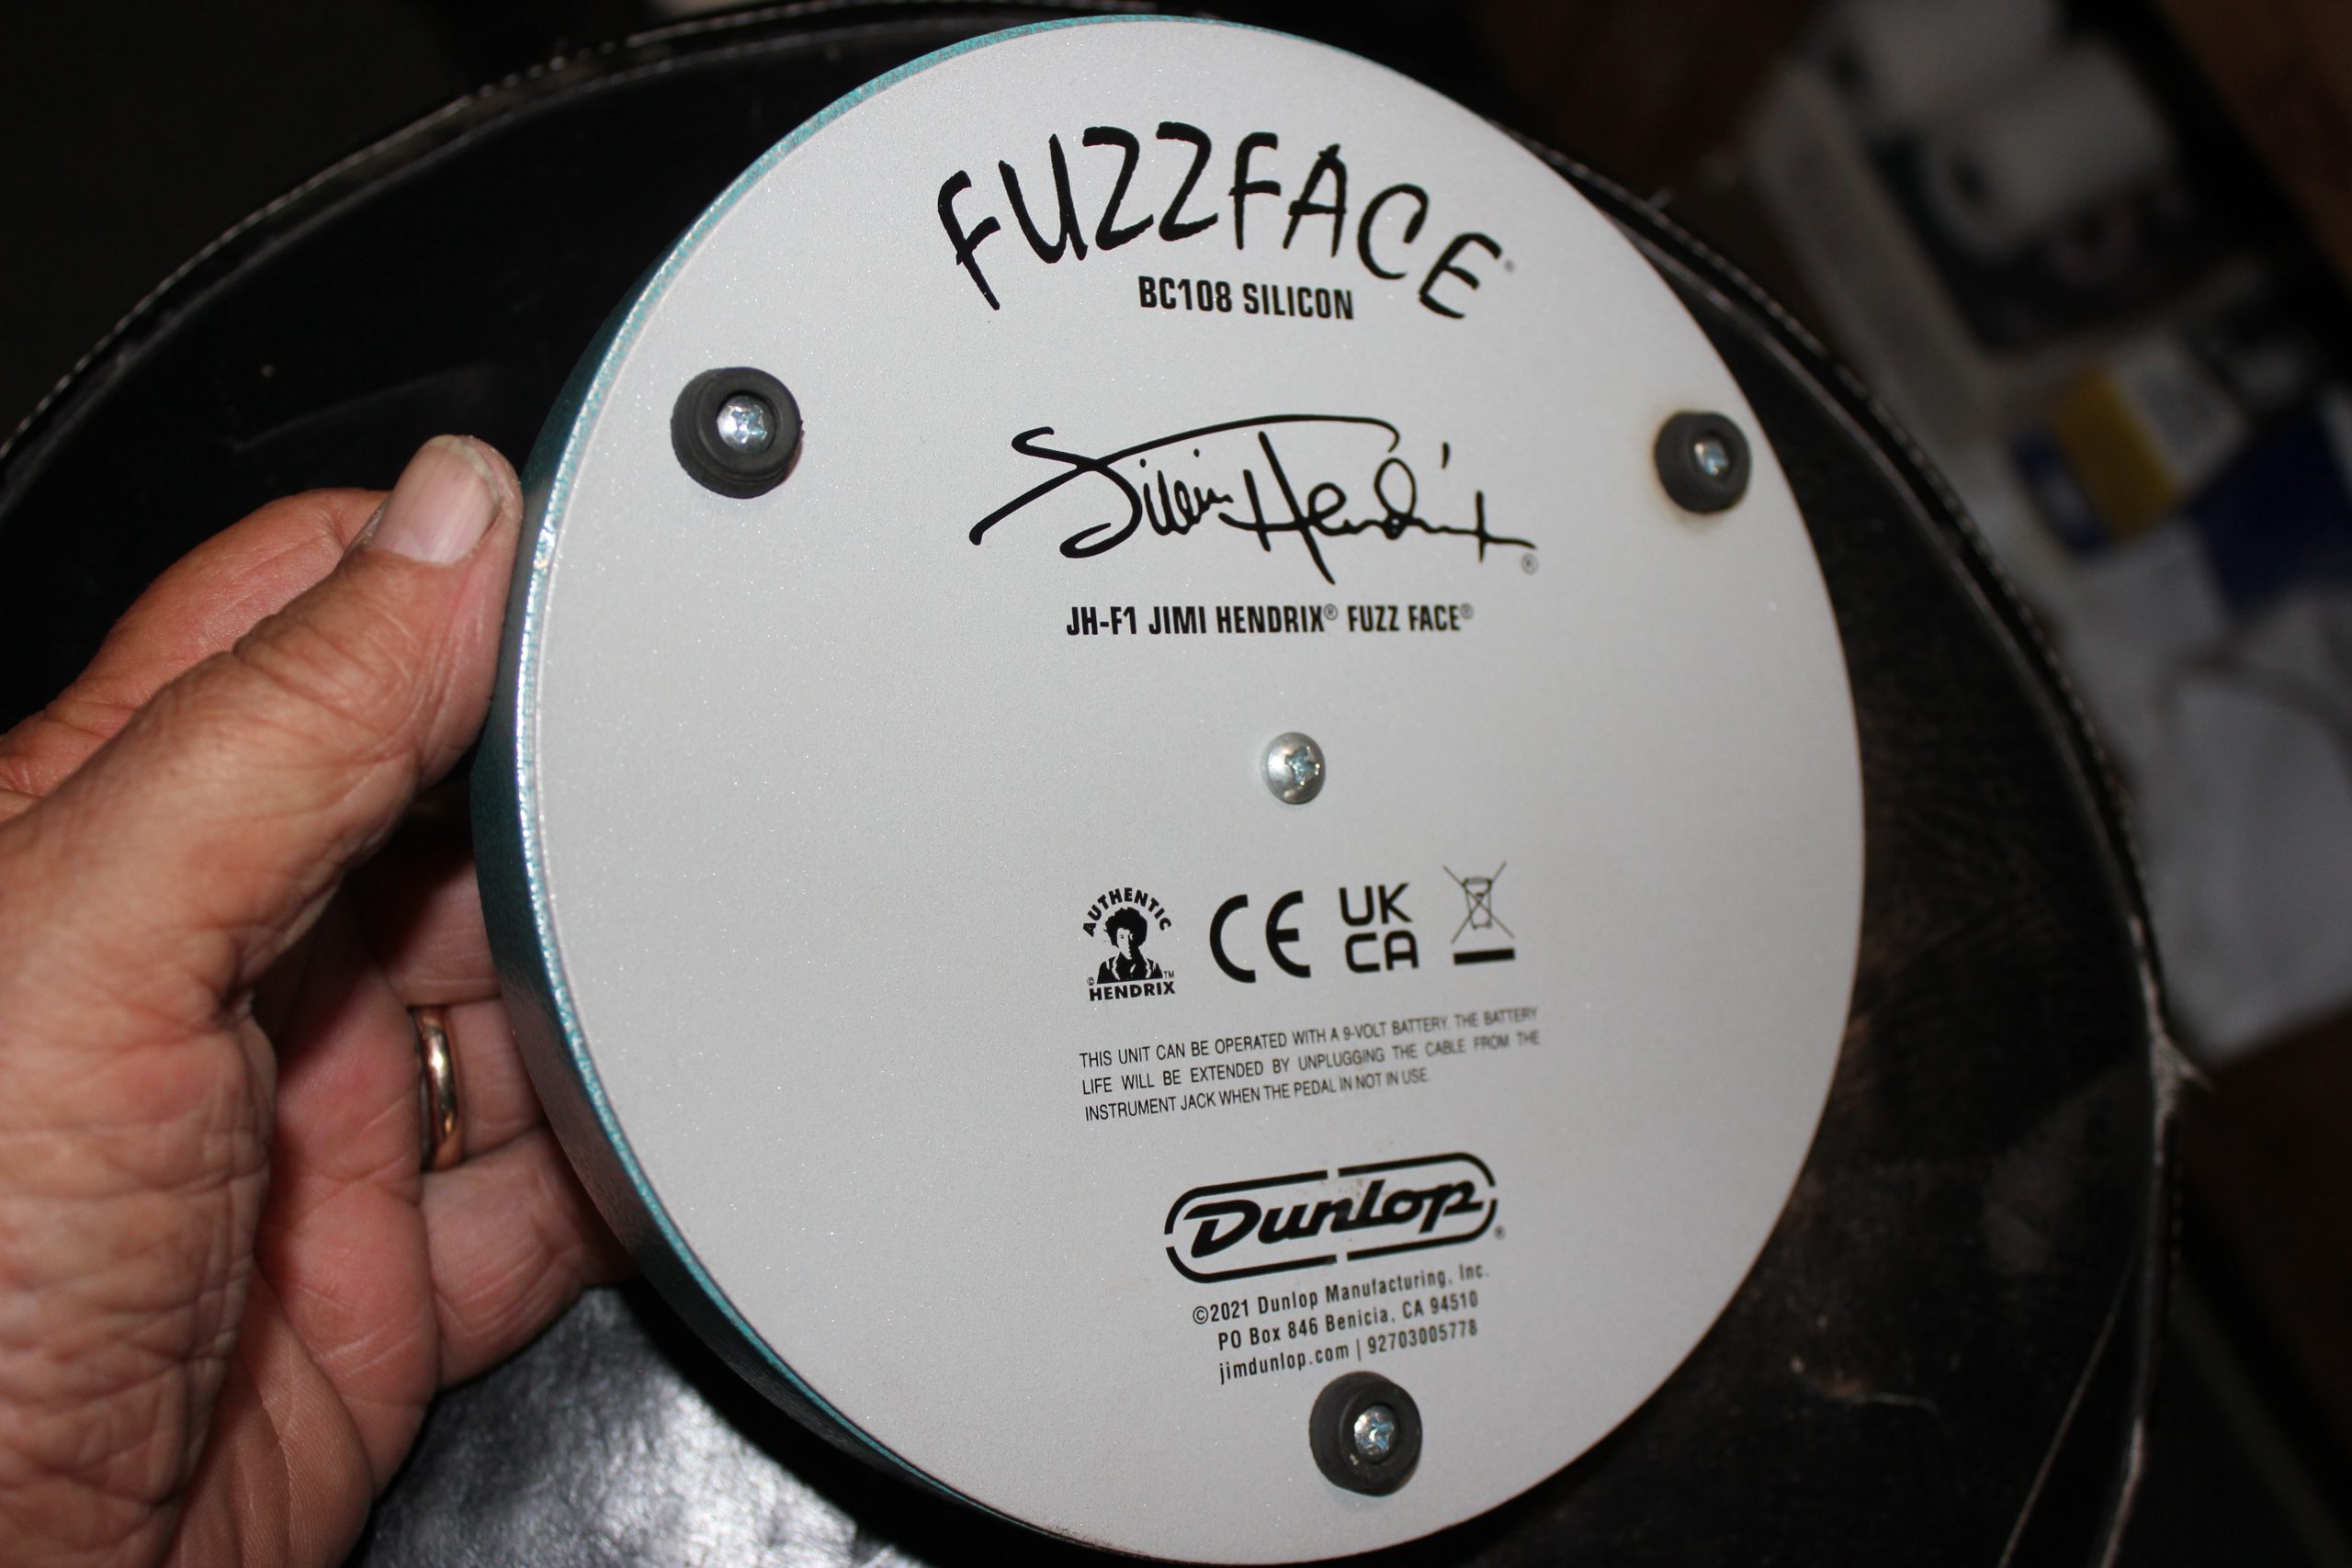 FUZZFACE®
BC108 SILICON
Jimi Hendrix®
JH-F1 JIMI HENDRIX® FUZZ FACE®
AUTHENTIC
© HENDRIX™
CE
UK
CA
THIS UNIT CAN BE OPERATED WITH A 9-VOLT BATTERY. THE BATTERY
LIFE WILL BE EXTENDED BY UNPLUGGING THE CABLE FROM THE
INSTRUMENT JACK WHEN THE PEDAL IN NOT IN USE.
Dunlop®
©2021 Dunlop Manufacturing, Inc.
PO Box 846 Benicia, CA 94510
jimdunlop.com | 92703005778